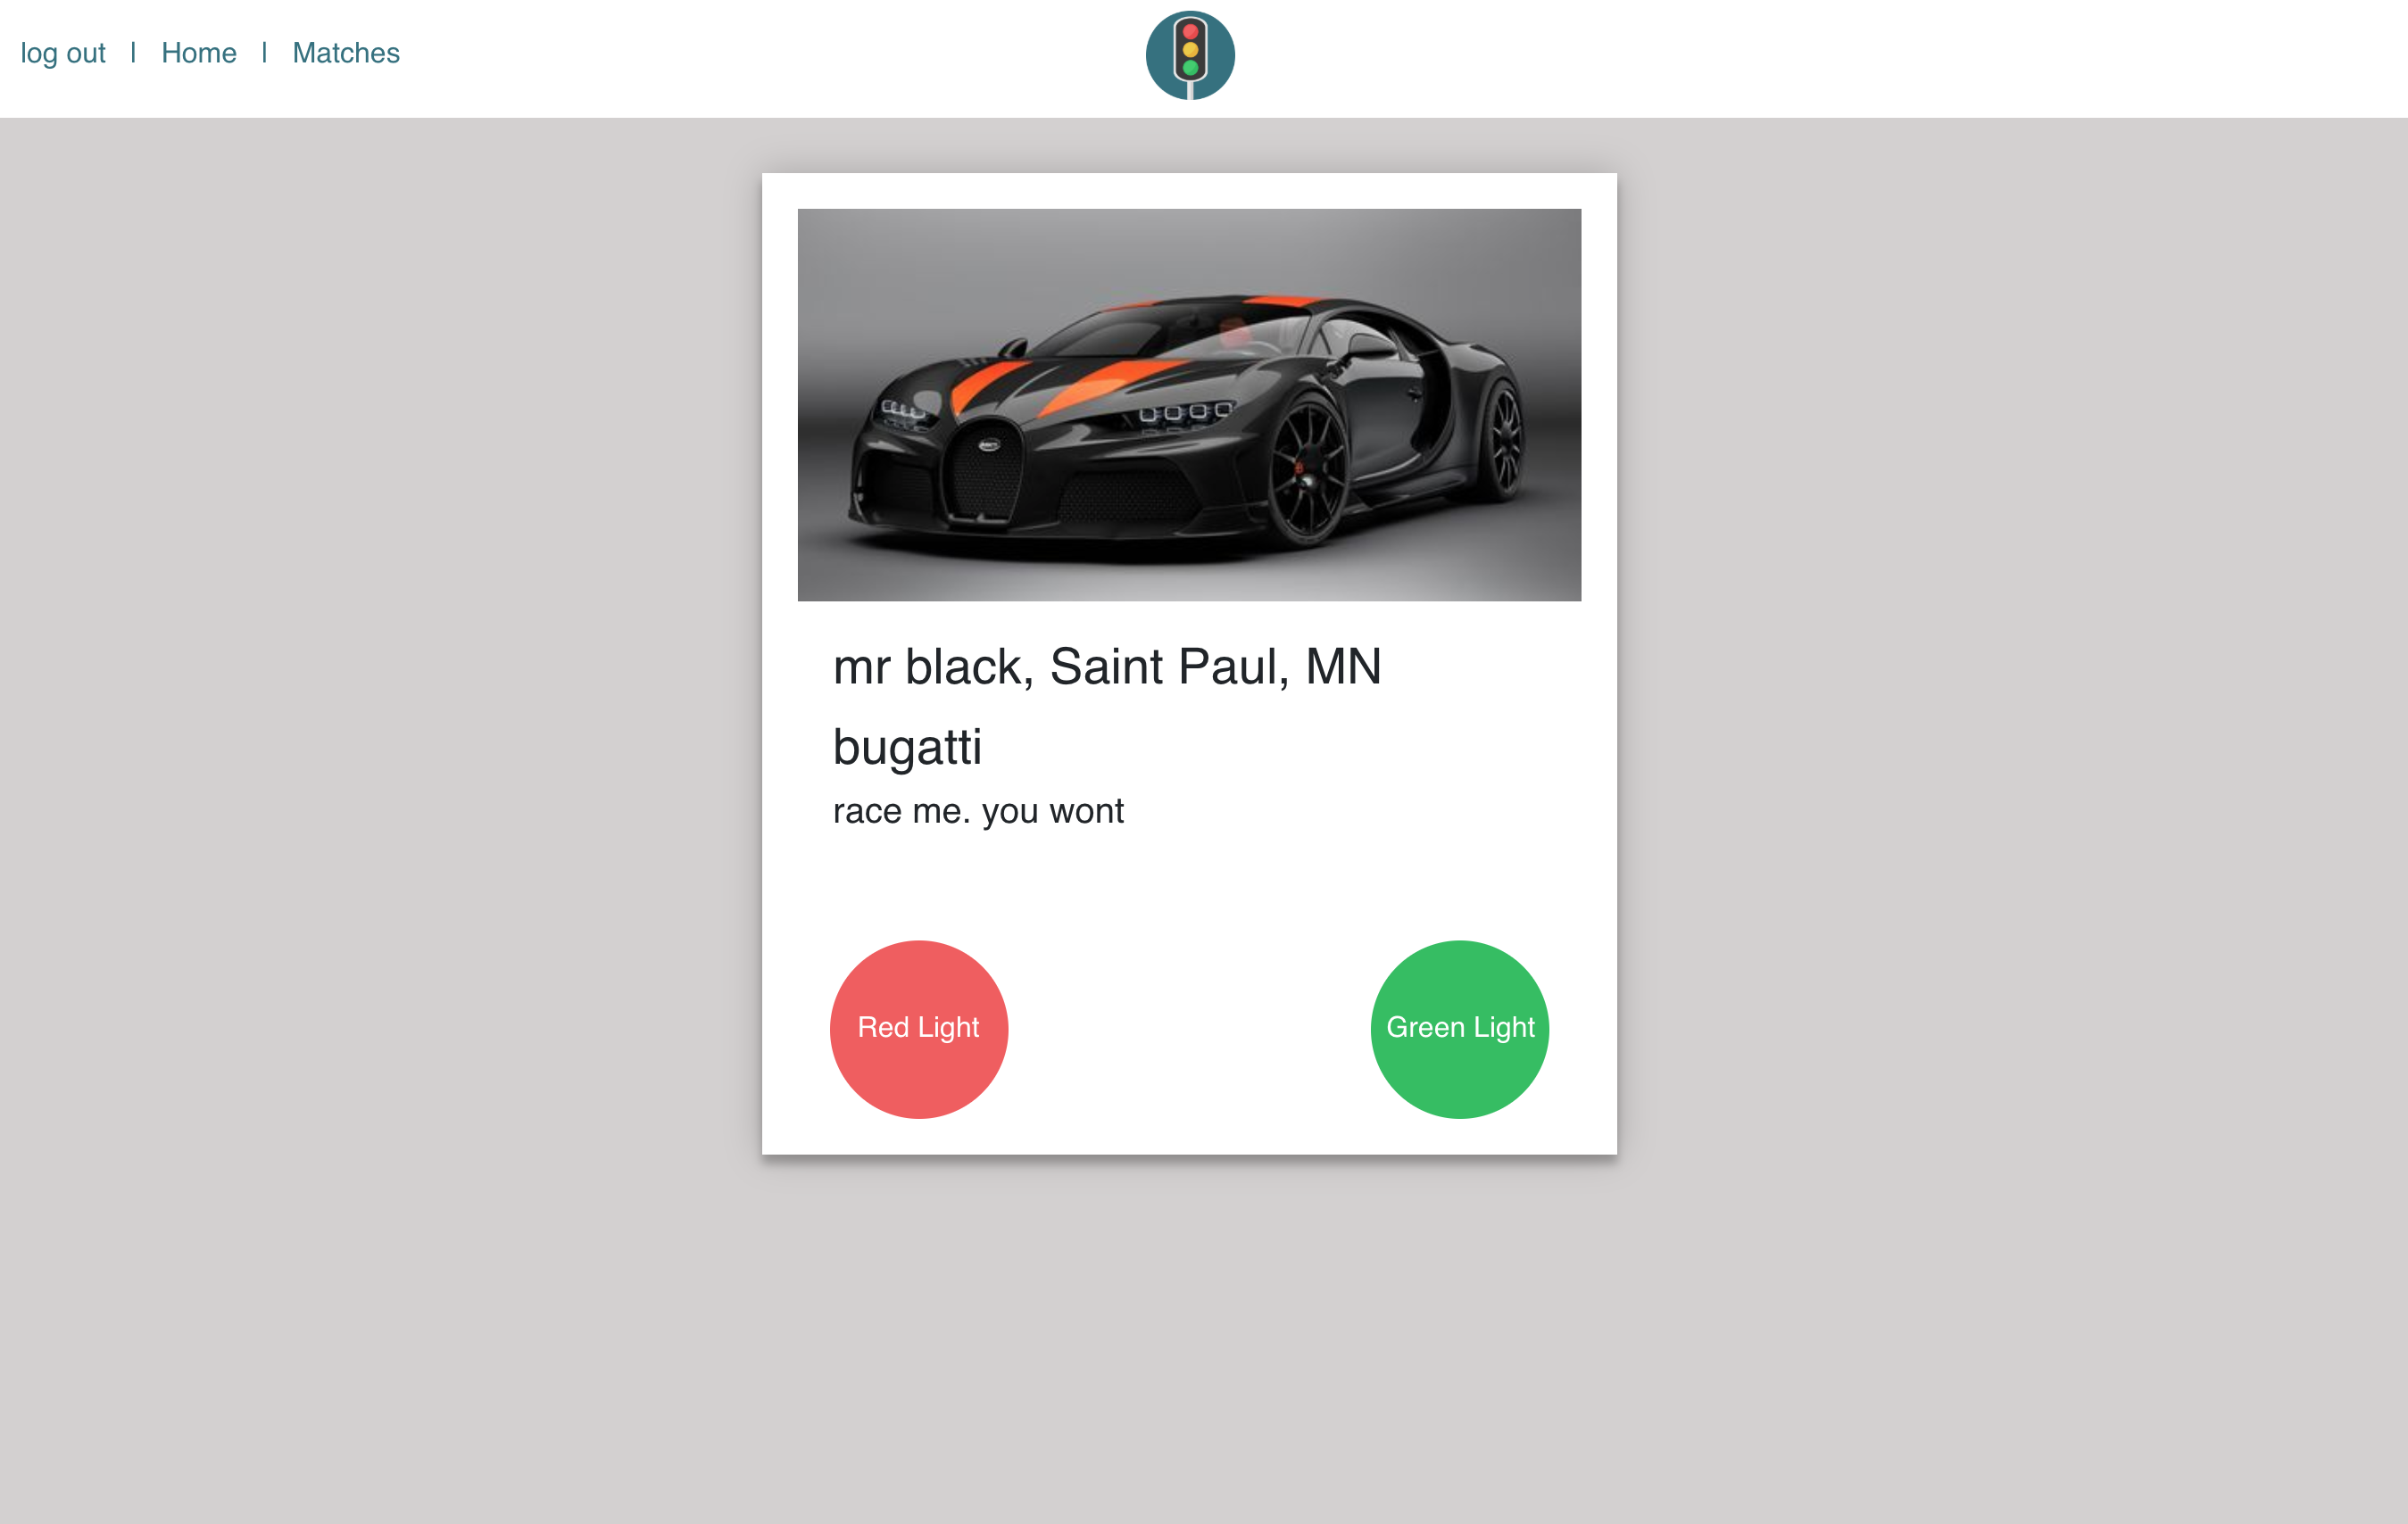 log out | Home | Matches
mr black, Saint Paul, MN
bugatti
race me. you wont
Red Light
Green Light